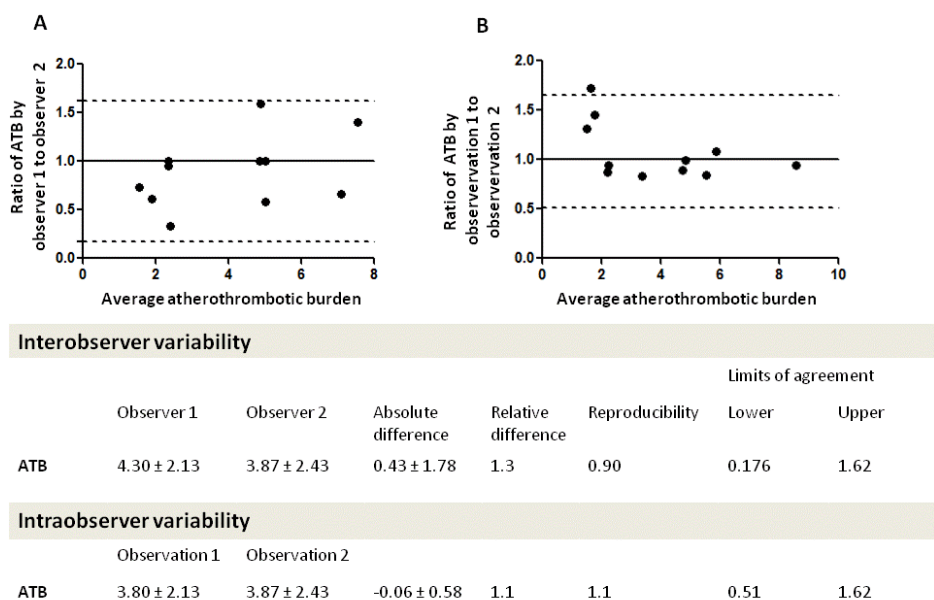 A
B
Ratio of ATB by
observer 1 to observer 2
2.0
1.5
1.0
0.5
0.0
0
2
4
6
8
Average atherothrombotic burden
Ratio of ATB by
observervation 1 to
observervation 2
2.0
1.5
1.0
0.5
0.0
0
2
4
6
8
10
Average atherothrombotic burden
Interobserver variability
Limits of agreement
Observer 1 Observer 2 Absolute difference Relative difference Reproducibility Lower Upper
ATB 4.30 ± 2.13 3.87 ± 2.43 0.43 ± 1.78 1.3 0.90 0.176 1.62
Intraobserver variability
Observation 1 Observation 2
ATB 3.80 ± 2.13 3.87 ± 2.43 -0.06 ± 0.58 1.1 1.1 0.51 1.62